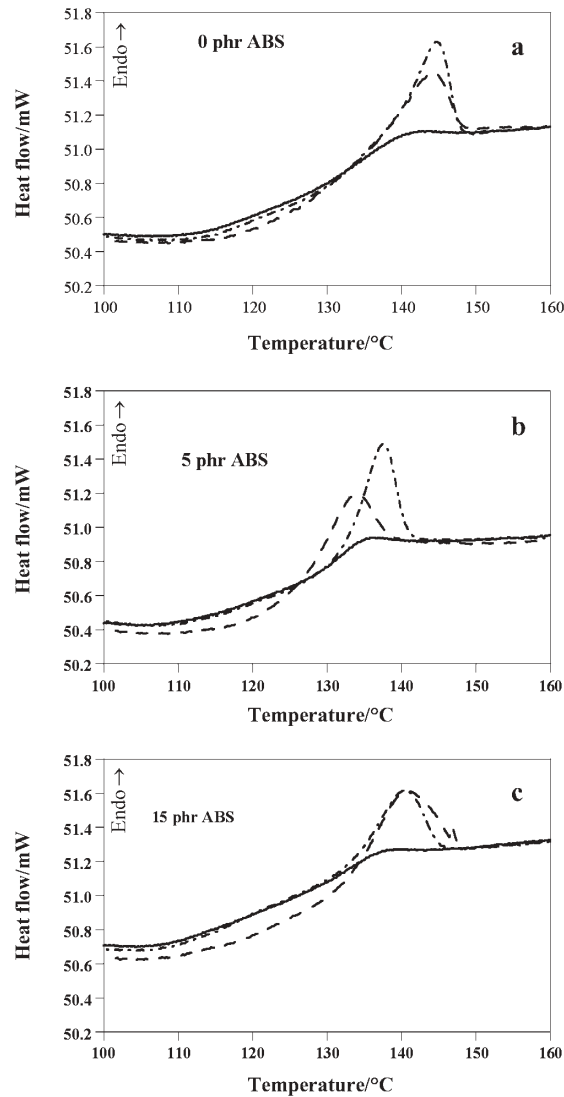 51.8
51.6
51.4
51.2
51.0
50.8
50.6
50.4
50.2
Heat flow/mW
Endo →
0 phr ABS
a
100 110 120 130 140 150 160
Temperature/°C
51.8
51.6
51.4
51.2
51.0
50.8
50.6
50.4
50.2
Heat flow/mW
Endo →
5 phr ABS
b
100 110 120 130 140 150 160
Temperature/°C
51.8
51.6
51.4
51.2
51.0
50.8
50.6
50.4
50.2
Heat flow/mW
Endo →
15 phr ABS
c
100 110 120 130 140 150 160
Temperature/°C